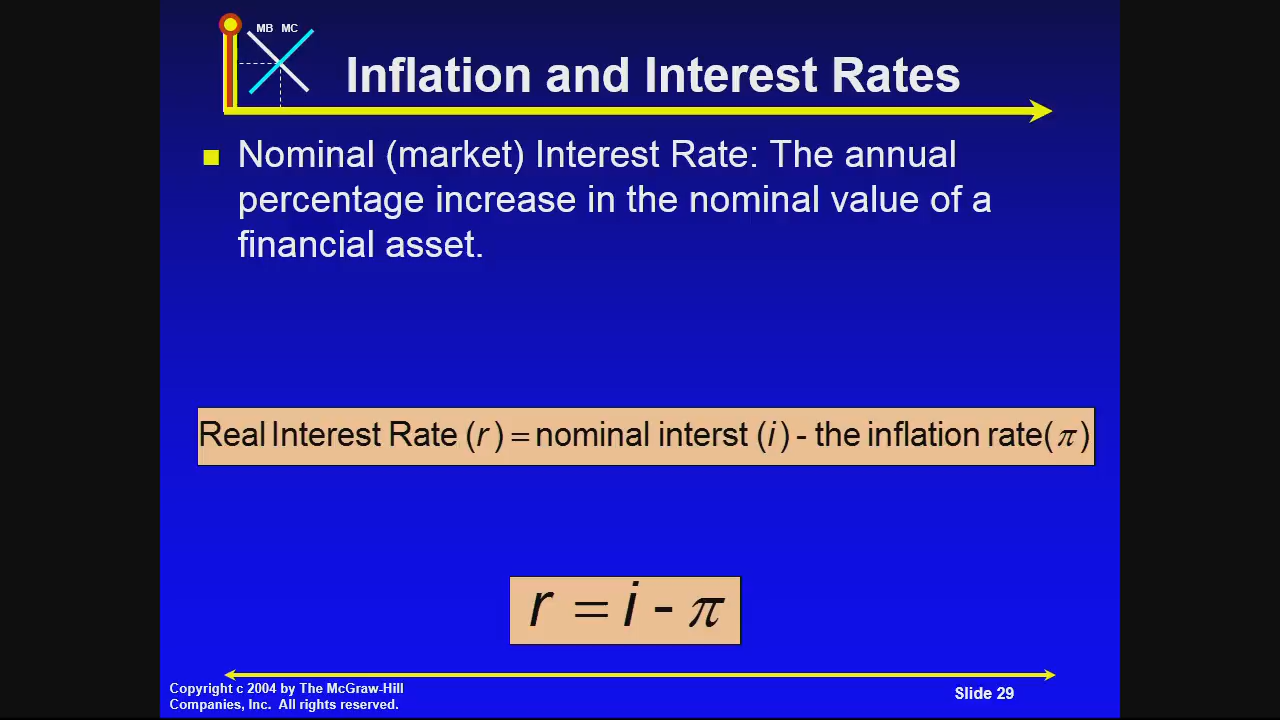 MB MC
Inflation and Interest Rates
Nominal (market) Interest Rate: The annual
percentage increase in the nominal value of a
financial asset.
Real Interest Rate (r) = nominal interst (i) - the inflation rate(π)
r = i - π
Copyright c 2004 by The McGraw-Hill
Companies, Inc. All rights reserved.
Slide 29